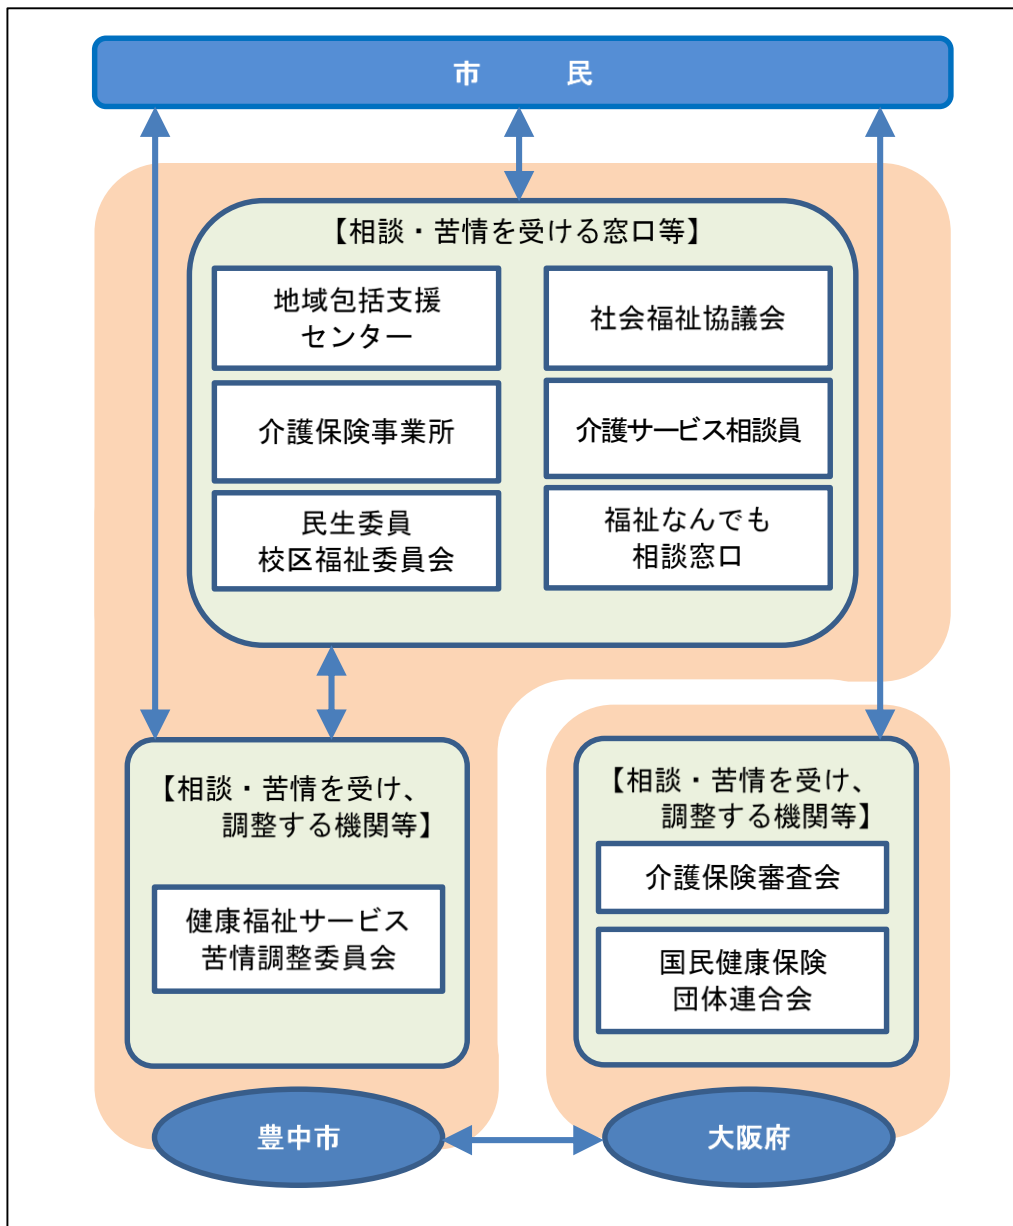 市　民
【相談・苦情を受ける窓口等】
地域包括支援
センター
社会福祉協議会
介護保険事業所
介護サービス相談員
民生委員
校区福祉委員会
福祉なんでも
相談窓口
【相談・苦情を受け、
調整する機関等】
健康福祉サービス
苦情調整委員会
【相談・苦情を受け、
調整する機関等】
介護保険審査会
国民健康保険
団体連合会
豊中市
大阪府